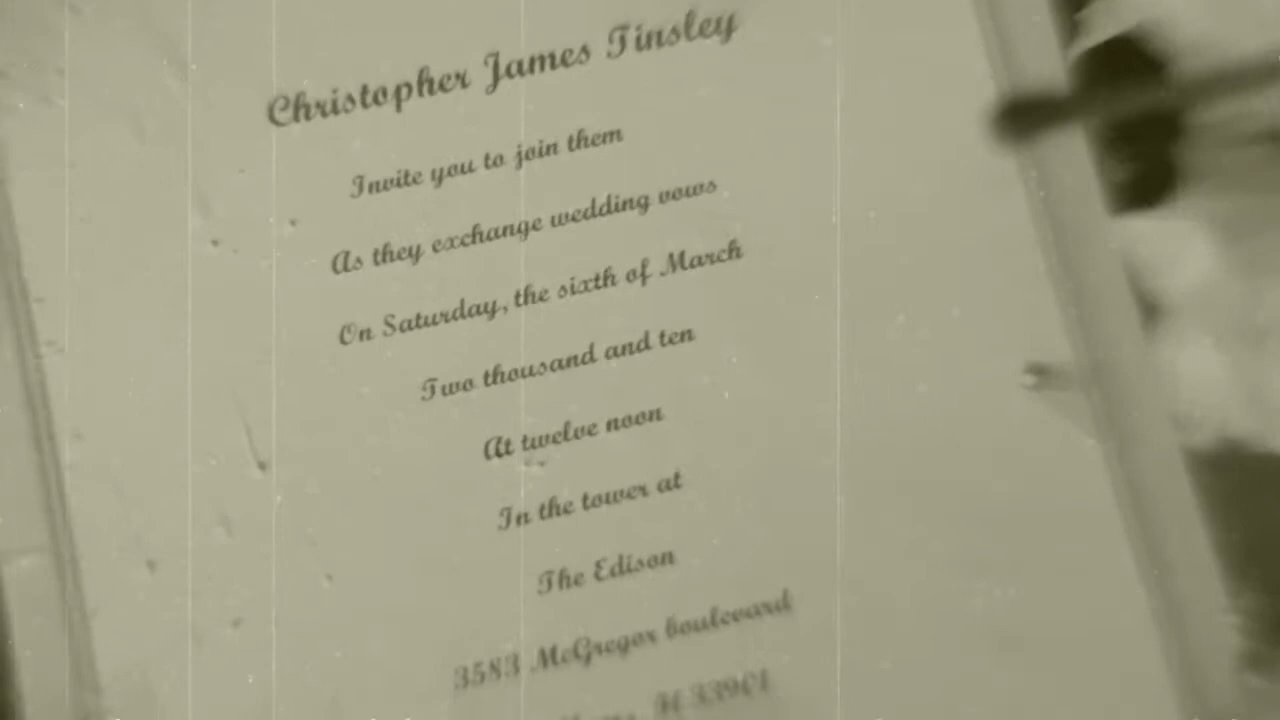 Christopher James Tinsley
Invite you to join them
As they exchange wedding vows
On Saturday, the sixth of March
Two thousand and ten
At twelve noon
In the tower at
The Edison
3583 McGregor boulevard
33901